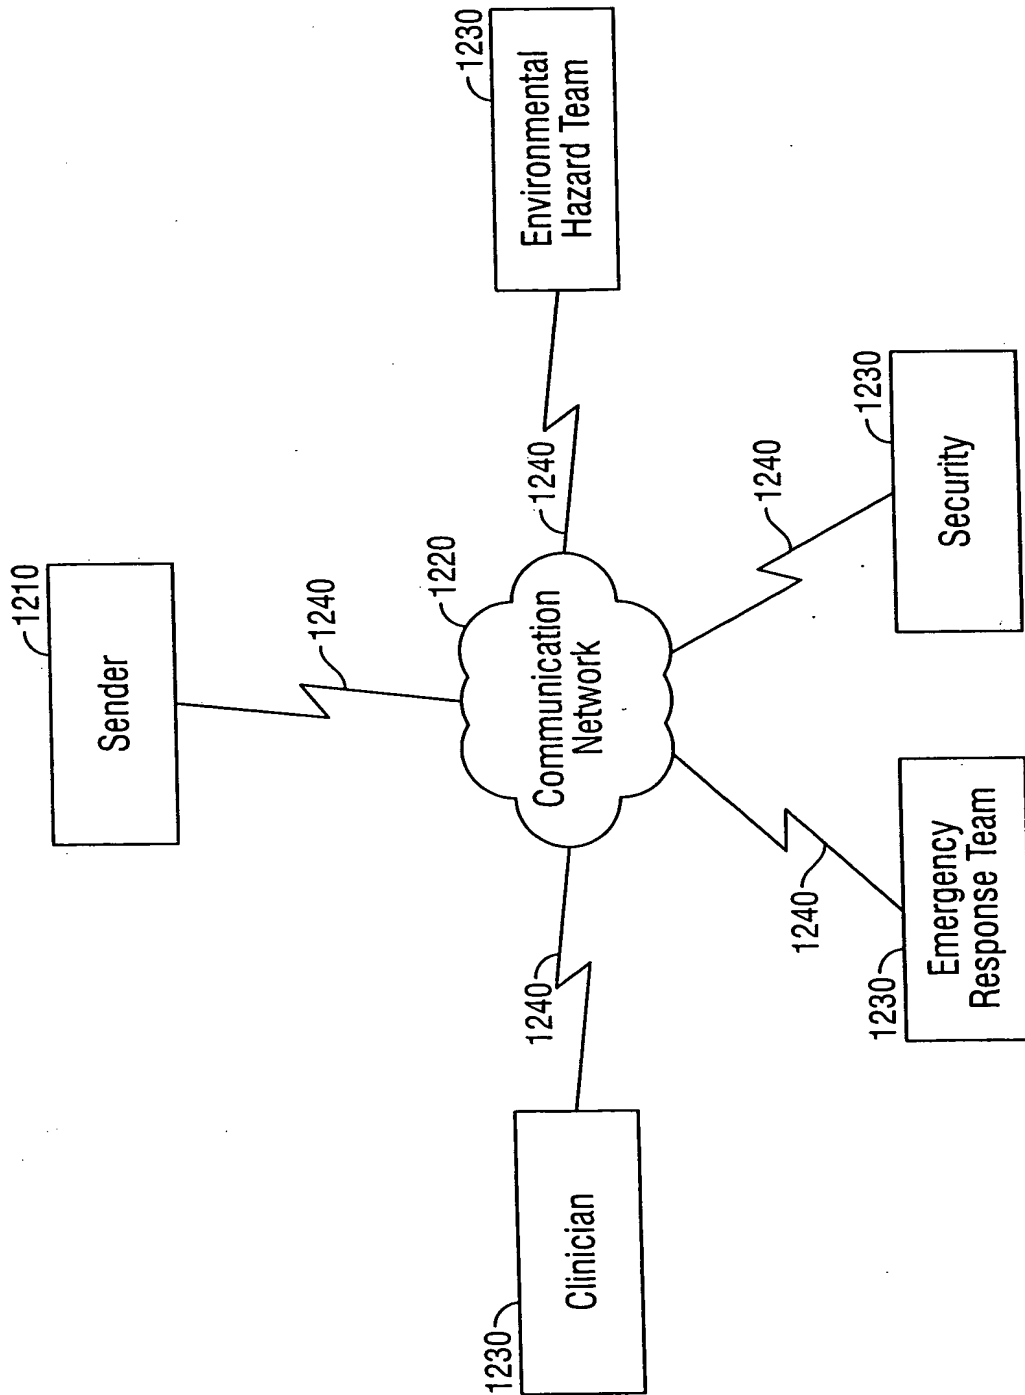 1210
Sender
1240
1220
Communication
Network
1240
Clinician
1230
1240
Environmental
Hazard Team
1230
1240
Emergency
Response Team
1230
1240
Security
1230